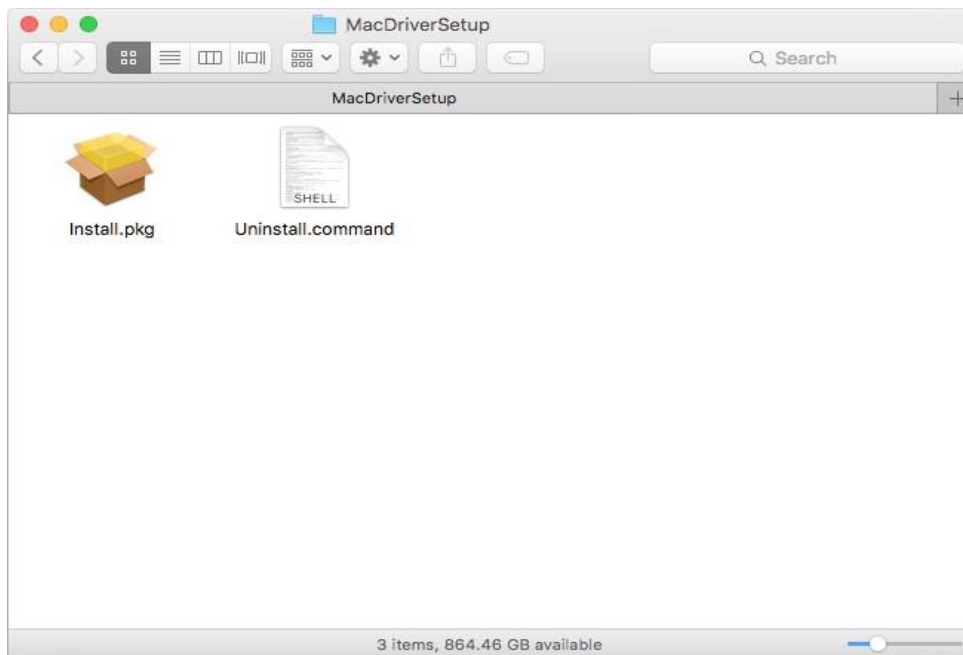 MacDriverSetup
Search
MacDriverSetup
SHELL
Install.pkg
Uninstall.command
3 items, 864.46 GB available